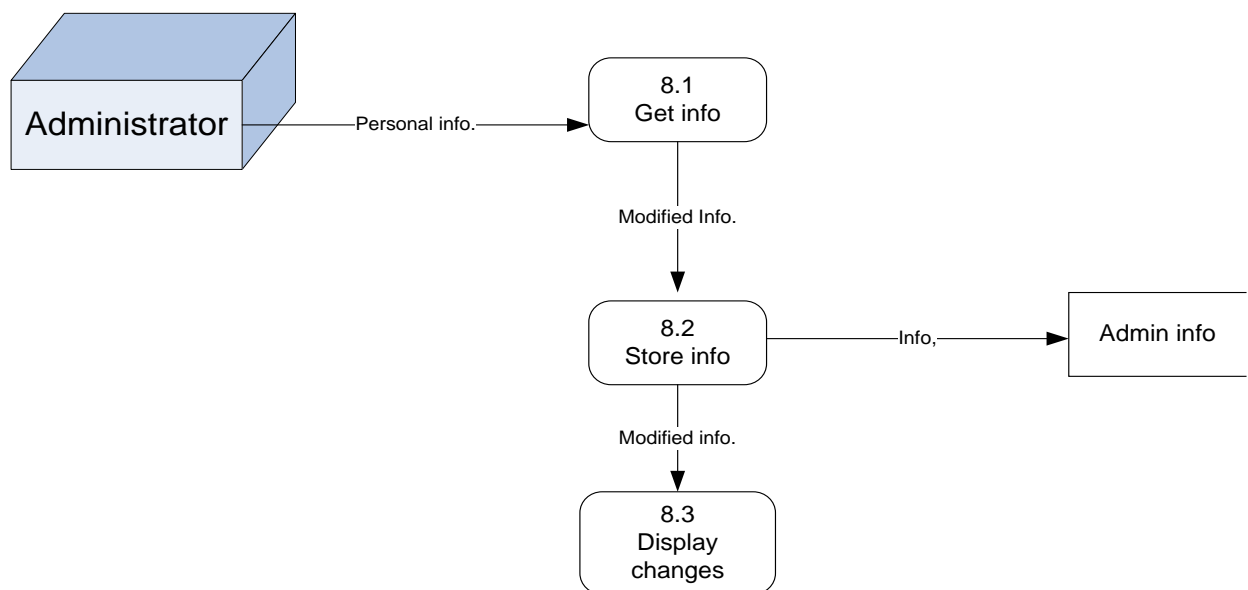 8.1
Get info
Administrator
Personal info.
Modified Info.
8.2
Store info
Info,
Admin info
Modified info.
8.3
Display
changes